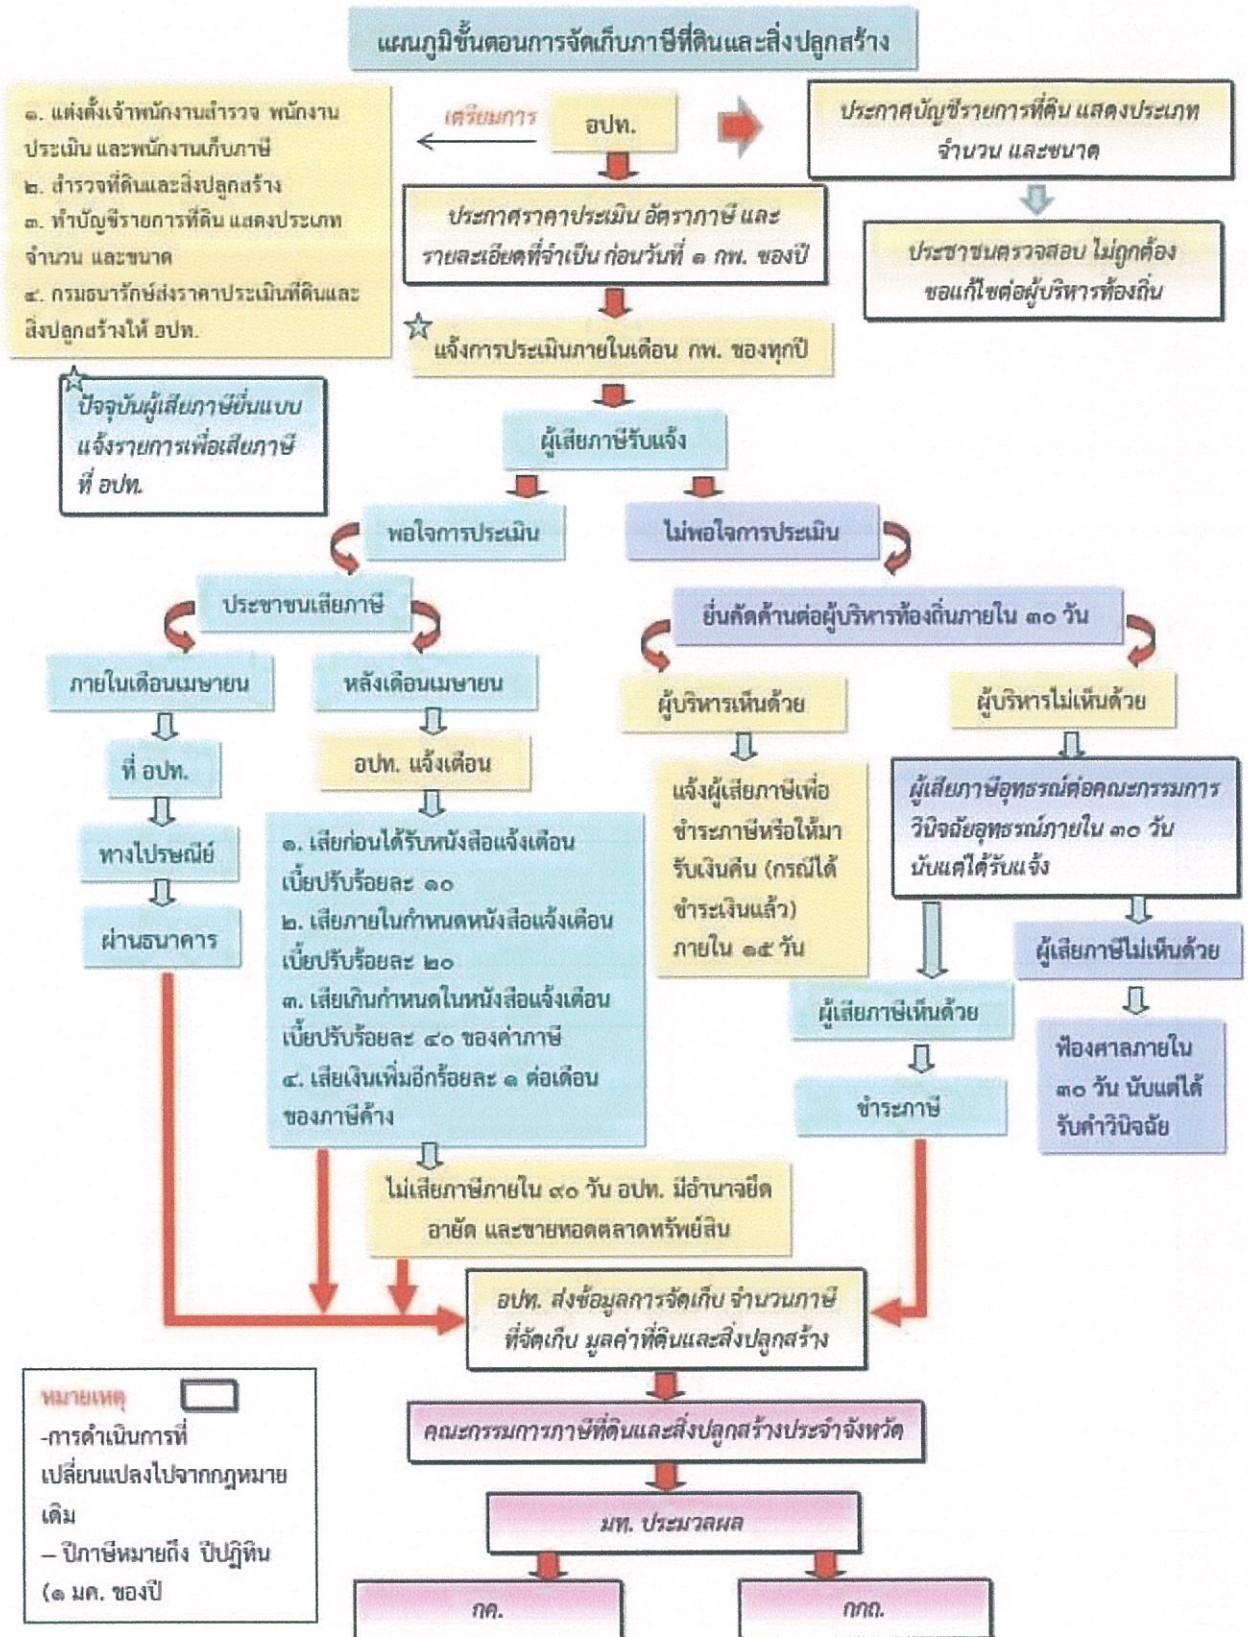 แผนภูมิขั้นตอนการจัดเก็บภาษีที่ดินและสิ่งปลูกสร้าง
๑. แต่งตั้งเจ้าพนักงานสำรวจ พนักงาน
ประเมิน และพนักงานเก็บภาษี
๒. สำรวจที่ดินและสิ่งปลูกสร้าง
๓. ทำบัญชีรายการที่ดิน แสดงประเภท
จำนวน และขนาด
๔. กรมธนารักษ์ส่งราคาประเมินที่ดินและ
สิ่งปลูกสร้างให้ อปท.
เตรียมการ
อปท.
ประกาศบัญชีรายการที่ดิน แสดงประเภท
จำนวน และขนาด
ประกาศราคาประเมิน อัตราภาษี และ
รายละเอียดที่จำเป็น ก่อนวันที่ ๑ กพ. ของปี
ประชาชนตรวจสอบ ไม่ถูกต้อง
ขอแก้ไขต่อผู้บริหารท้องถิ่น
แจ้งการประเมินภายในเดือน กพ. ของทุกปี
ปัจจุบันผู้เสียภาษียื่นแบบ
แจ้งรายการเพื่อเสียภาษี
ที่ อปท.
ผู้เสียภาษีรับแจ้ง
พอใจการประเมิน
ไม่พอใจการประเมิน
ประชาชนเสียภาษี
ยื่นคัดค้านต่อผู้บริหารท้องถิ่นภายใน ๓๐ วัน
ภายในเดือนเมษายน
หลังเดือนเมษายน
ผู้บริหารเห็นด้วย
ผู้บริหารไม่เห็นด้วย
ที่ อปท.
ทางไปรษณีย์
ผ่านธนาคาร
อปท. แจ้งเตือน
๑. เสียก่อนได้รับหนังสือแจ้งเตือน
เบี้ยปรับร้อยละ ๑๐
๒. เสียภายในกำหนดหนังสือแจ้งเตือน
เบี้ยปรับร้อยละ ๒๐
๓. เสียเกินกำหนดในหนังสือแจ้งเตือน
เบี้ยปรับร้อยละ ๔๐ ของค่าภาษี
๔. เสียเงินเพิ่มอีกร้อยละ ๑ ต่อเดือน
ของภาษีค้าง
แจ้งผู้เสียภาษีเพื่อ
ชำระภาษีหรือให้มา
รับเงินคืน (กรณีได้
ชำระเงินแล้ว)
ภายใน ๑๕ วัน
ผู้เสียภาษีอุทธรณ์ต่อคณะกรรมการ
วินิจฉัยอุทธรณ์ภายใน ๓๐ วัน
นับแต่ได้รับแจ้ง
ผู้เสียภาษีเห็นด้วย
ชำระภาษี
ผู้เสียภาษีไม่เห็นด้วย
ฟ้องศาลภายใน
๓๐ วัน นับแต่ได้
รับคำวินิจฉัย
ไม่เสียภาษีภายใน ๙๐ วัน อปท. มีอำนาจยึด
อายัด และขายทอดตลาดทรัพย์สิน
อปท. ส่งข้อมูลการจัดเก็บ จำนวนภาษี
ที่จัดเก็บ มูลค่าที่ดินและสิ่งปลูกสร้าง
คณะกรรมการภาษีที่ดินและสิ่งปลูกสร้างประจำจังหวัด
มท. ประมวลผล
กค.
กกถ.
หมายเหตุ
-การดำเนินการที่
เปลี่ยนแปลงไปจากกฎหมาย
เดิม
– ปีภาษีหมายถึง ปีปฏิทิน
(๑ มค. ของปี